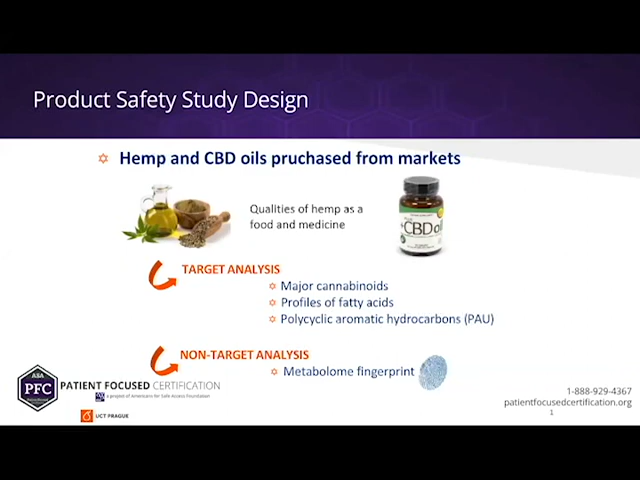 Product Safety Study Design
Hemp and CBD oils pruchased from markets
Qualities of hemp as a
food and medicine
+CBDoil
TARGET ANALYSIS
Major cannabinoids
Profiles of fatty acids
Polycyclic aromatic hydrocarbons (PAU)
NON-TARGET ANALYSIS
Metabolome fingerprint
ASA
PFC
PATIENT FOCUSED CERTIFICATION
a project of Americans for Safe Access Foundation
UCT PRAGUE
1-888-929-4367
patientfocusedcertification.org
1